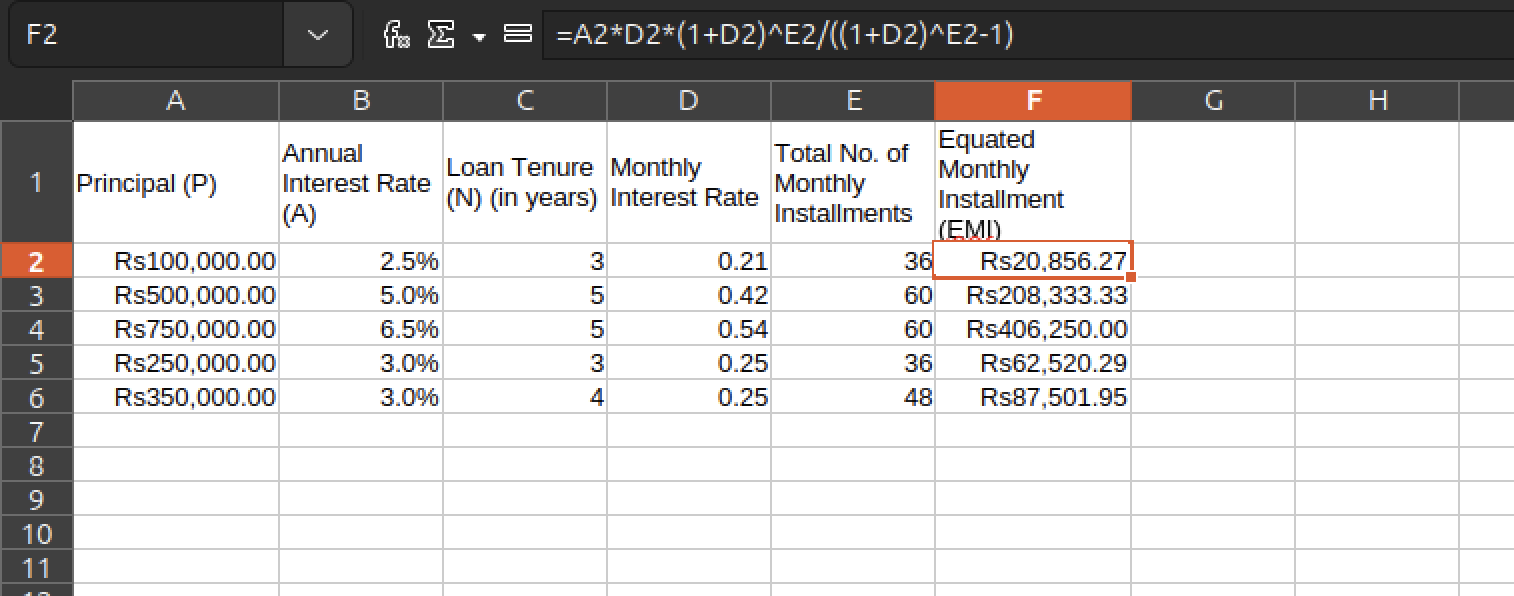 F2 =A2*D2*(1+D2)^E2/((1+D2)^E2-1)
A B C D E F G H
1 Principal (P) Annual Interest Rate (A) Loan Tenure (N) (in years) Monthly Interest Rate Total No. of Monthly Installments Equated Monthly Installment (EMI)
2 Rs100,000.00 2.5% 3 0.21 36 Rs20,856.27
3 Rs500,000.00 5.0% 5 0.42 60 Rs208,333.33
4 Rs750,000.00 6.5% 5 0.54 60 Rs406,250.00
5 Rs250,000.00 3.0% 3 0.25 36 Rs62,520.29
6 Rs350,000.00 3.0% 4 0.25 48 Rs87,501.95
7
8
9
10
11